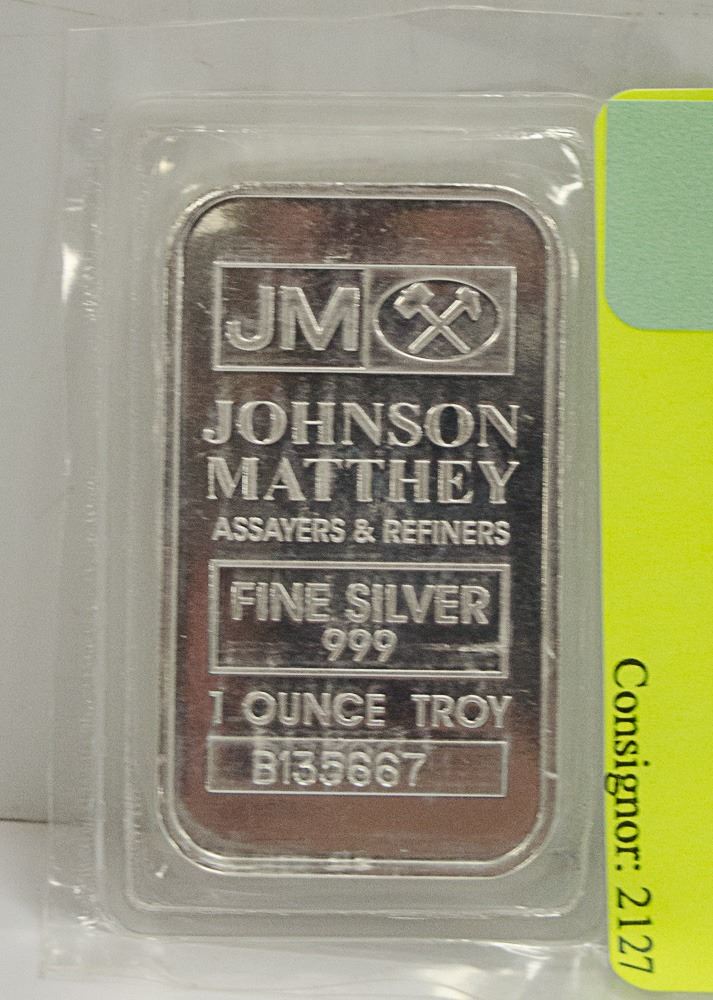 JM
JOHNSON
MATTHEY
ASSAYERS & REFINERS
FINE SILVER
999
1 OUNCE TROY
B135667
Consignor: 2127